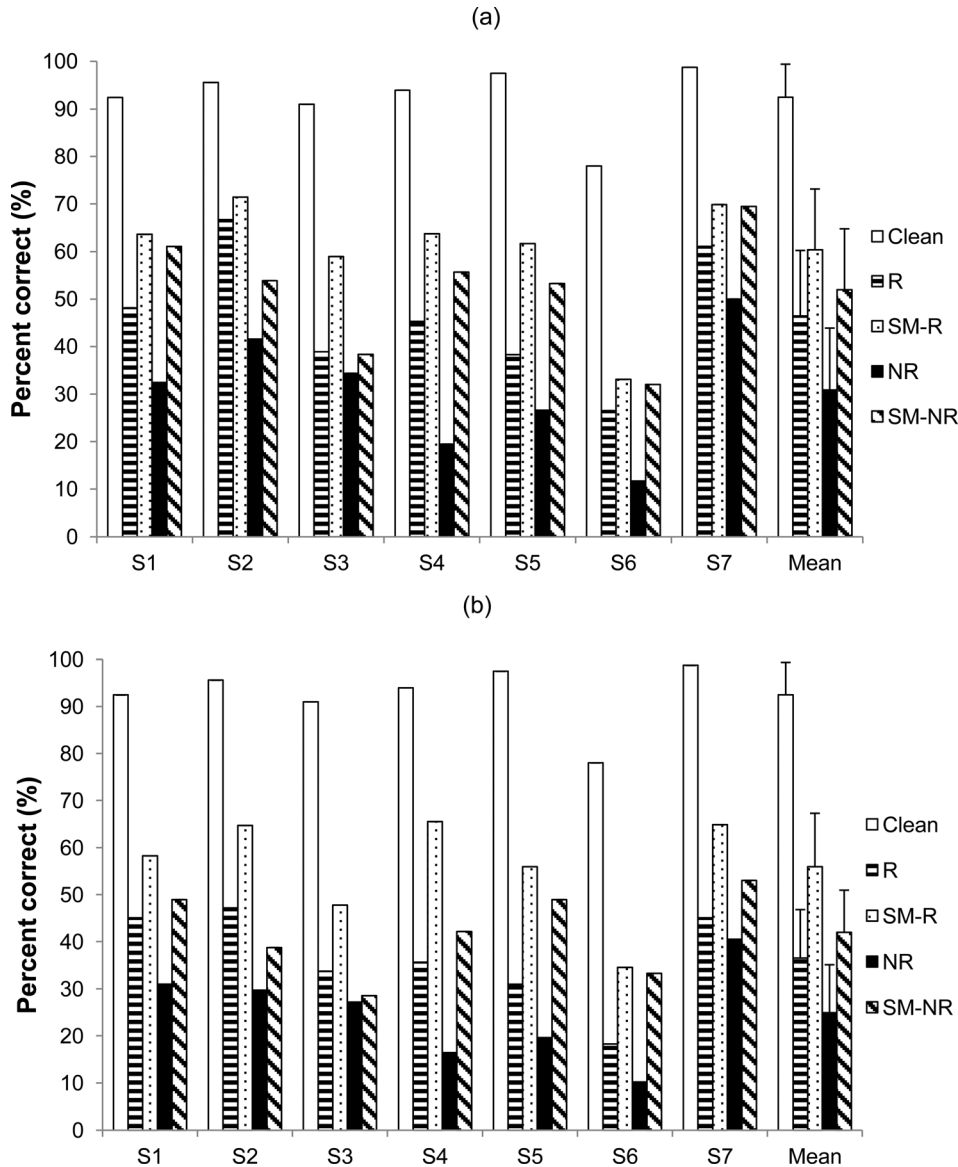 (a)
100
90
80
70
60
50
40
30
20
10
0
Percent correct (%)
S1 S2 S3 S4 S5 S6 S7 Mean
Clean
R
SM-R
NR
SM-NR
(b)
100
90
80
70
60
50
40
30
20
10
0
Percent correct (%)
S1 S2 S3 S4 S5 S6 S7 Mean
Clean
R
SM-R
NR
SM-NR